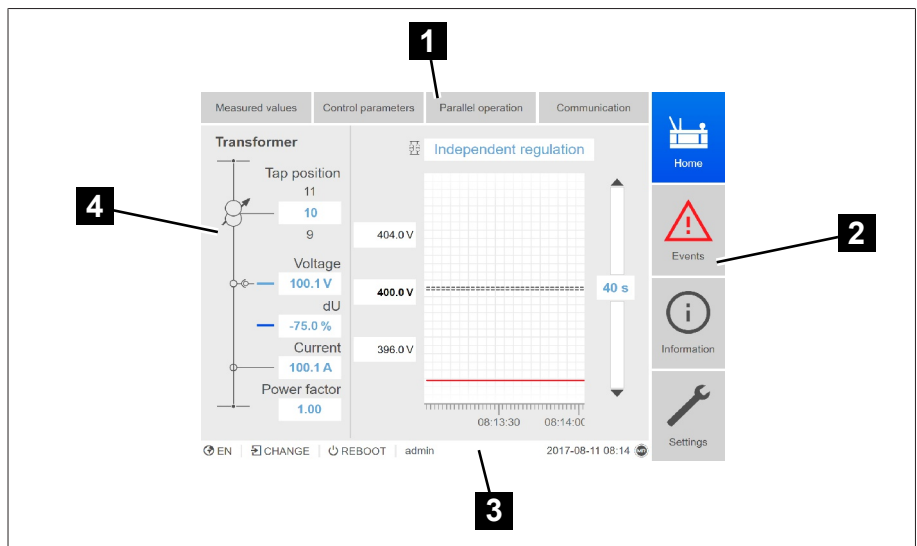 1
Measured values
Control parameters
Parallel operation
Communication
Transformer
Independent regulation
Home
Tap position
11
10
9
4
404.0 V
2
Events
Voltage
100.1 V
400.0 V
40 s
dU
-75.0 %
Current
396.0 V
Information
100.1 A
Power factor
1.00
08:13:30
08:14:00
Settings
EN
CHANGE
REBOOT
admin
2017-08-11 08:14
MR
3